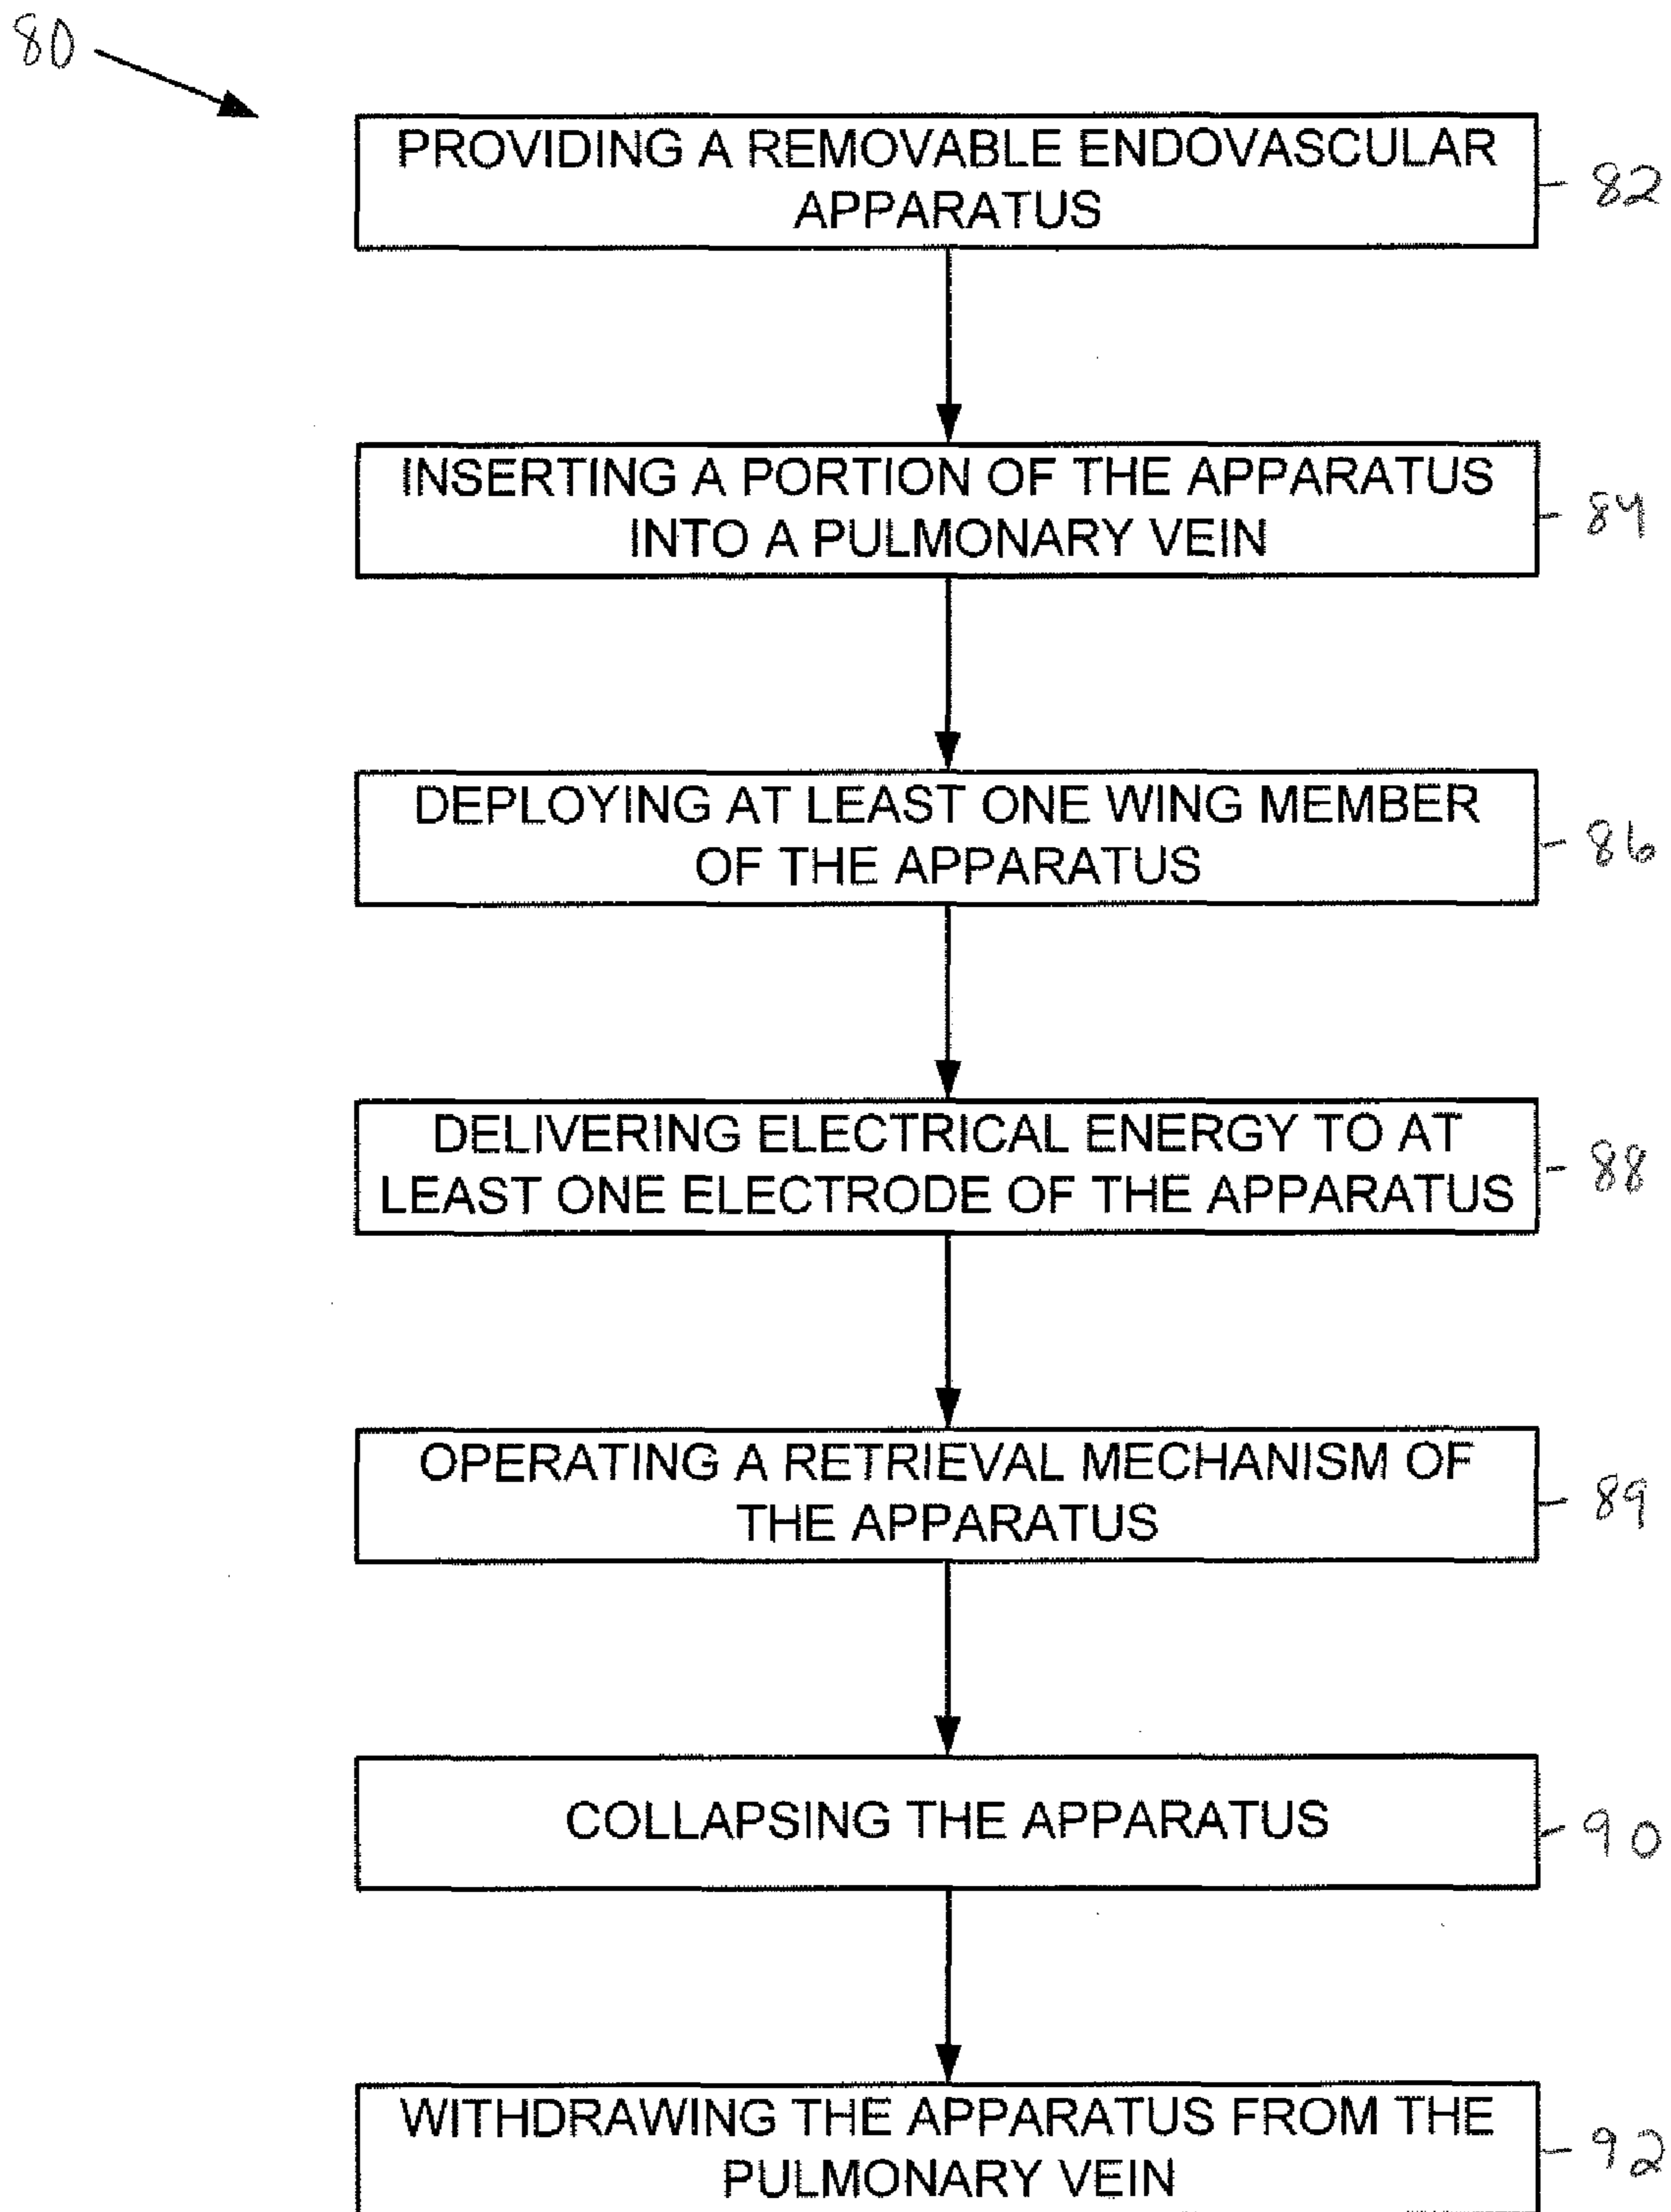 80
PROVIDING A REMOVABLE ENDOVASCULAR
APPARATUS
82
INSERTING A PORTION OF THE APPARATUS
INTO A PULMONARY VEIN
84
DEPLOYING AT LEAST ONE WING MEMBER
OF THE APPARATUS
86
DELIVERING ELECTRICAL ENERGY TO AT
LEAST ONE ELECTRODE OF THE APPARATUS
88
OPERATING A RETRIEVAL MECHANISM OF
THE APPARATUS
89
COLLAPSING THE APPARATUS
90
WITHDRAWING THE APPARATUS FROM THE
PULMONARY VEIN
92